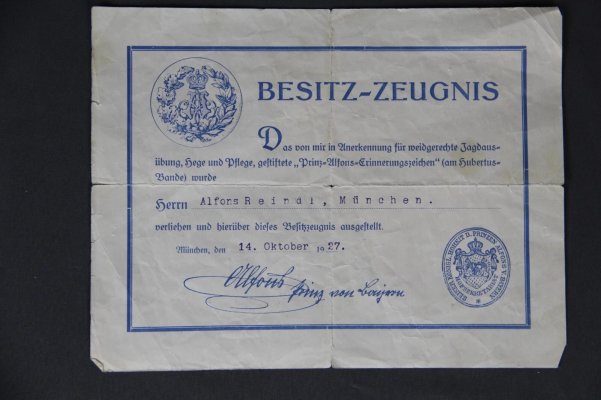 BESITZ-ZEUGNIS
Das von mir in Anerkennung für weidgerechte Jagdaus-
übung, Hege und Pflege, gestiftete „Prinz-Alfons-Erinnerungszeichen“ (am Hubertus-
Bande) wurde
Herrn Alfons Reindl, München.
verliehen und hierüber dieses Besitzzeugnis ausgestellt.
München, den 14. Oktober 1927.
Alfons Prinz von Bayern